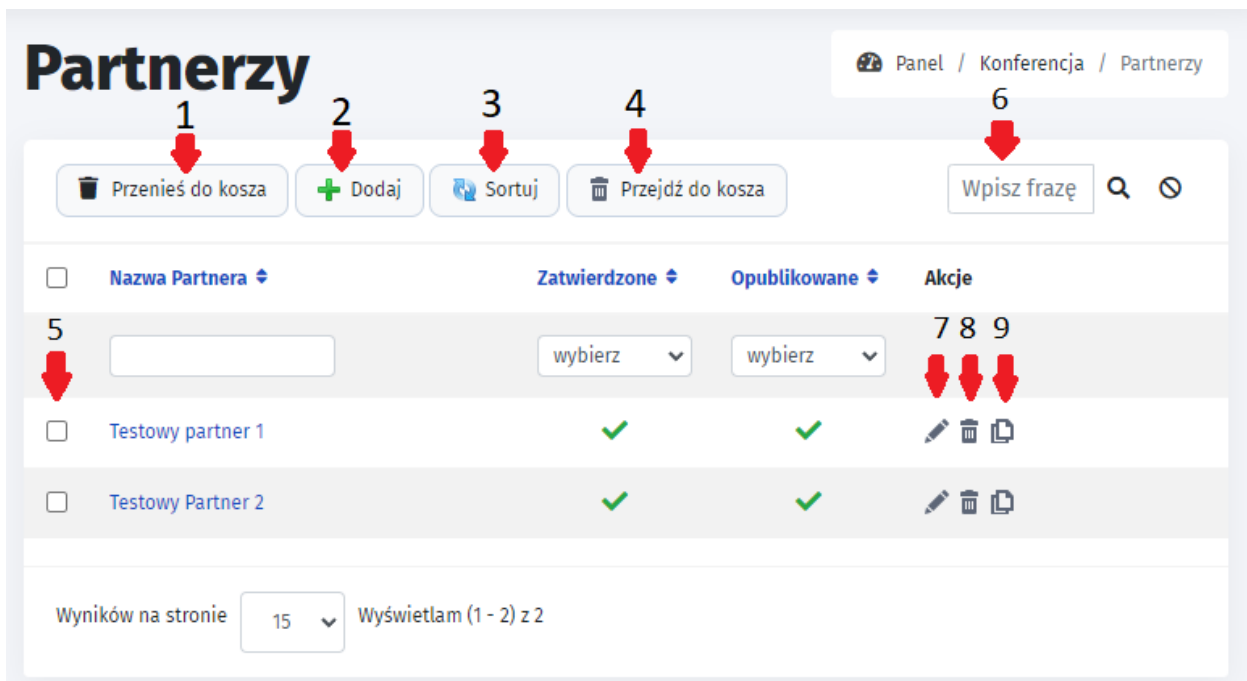 Partnerzy
Panel / Konferencja / Partnerzy
1 2 3 4 6
Przenieś do kosza Dodaj Sortuj Przejdź do kosza Wpisz frazę
Nazwa Partnera Zatwierdzone Opublikowane Akcje
5 7 8 9
wybierz wybierz
Testowy partner 1
Testowy Partner 2
Wyników na stronie 15 Wyświetlam (1 - 2) z 2